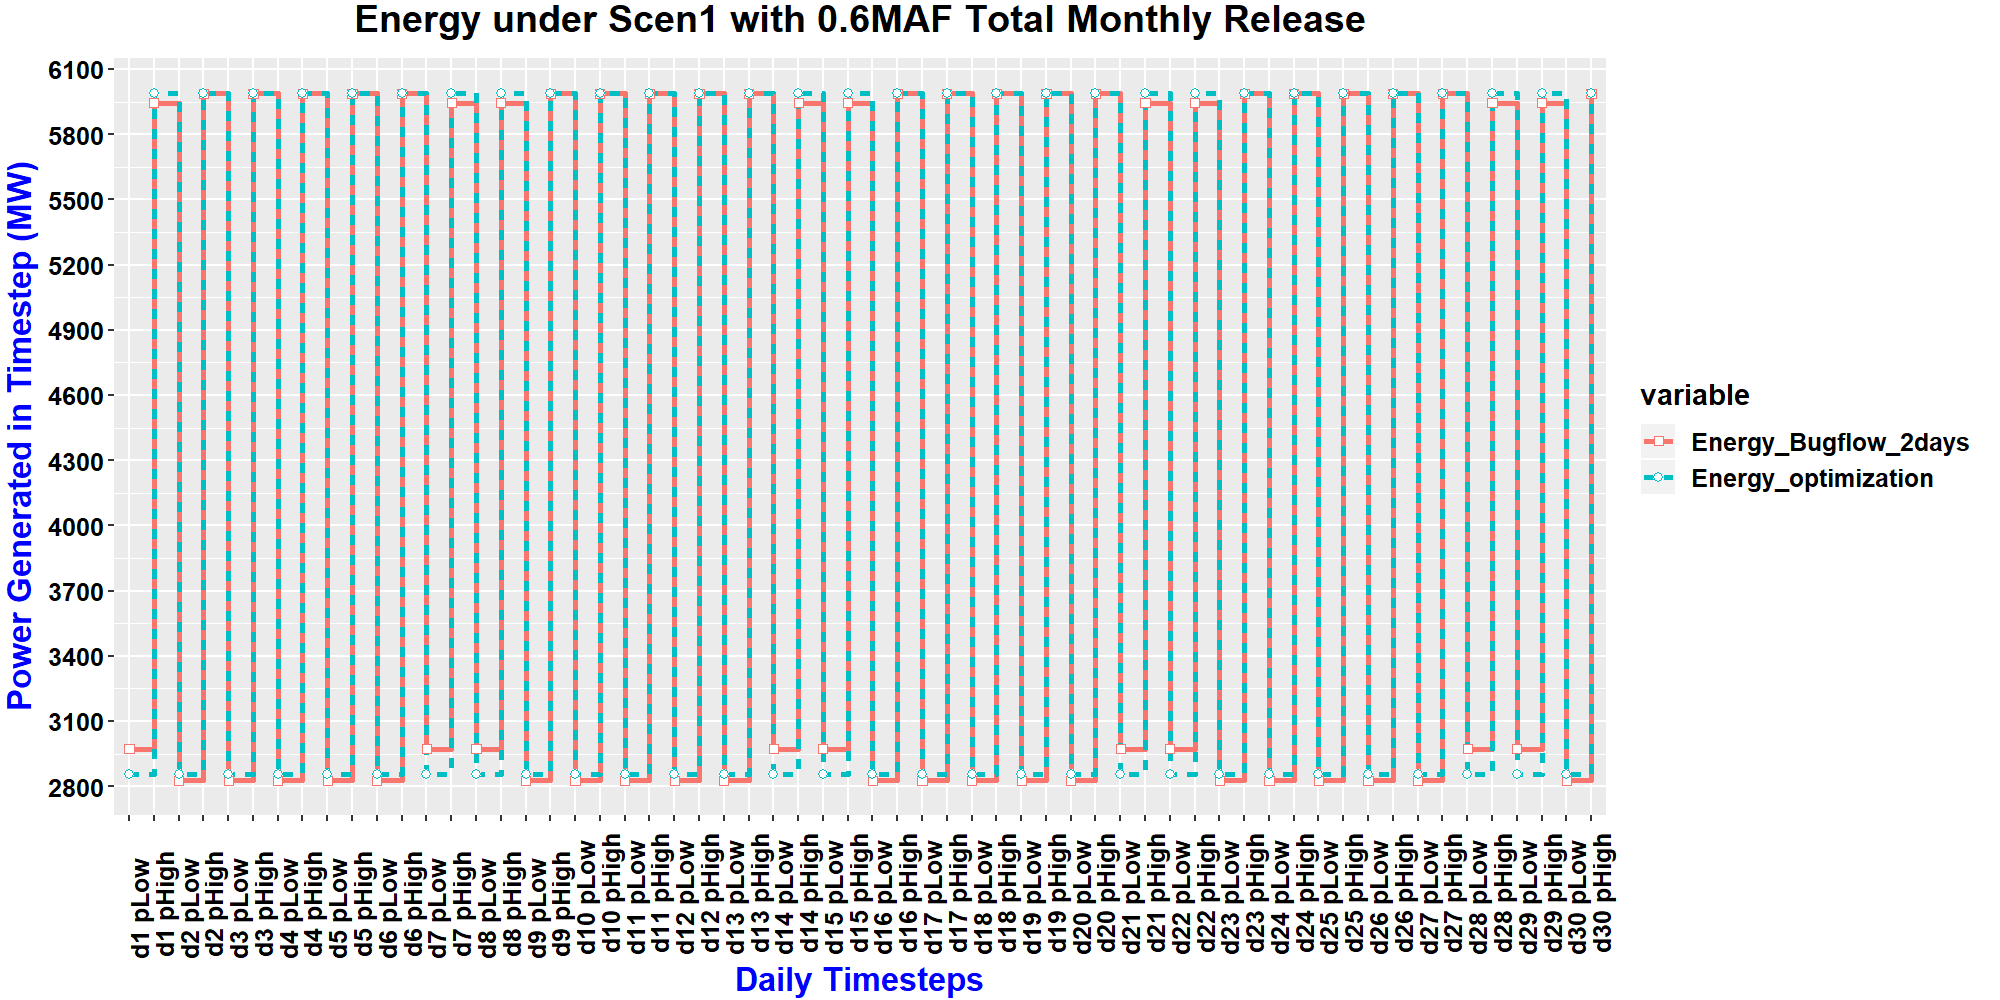 Energy under Scen1 with 0.6MAF Total Monthly Release
Power Generated in Timestep (MW)
6100
5800
5500
5200
4900
4600
4300
4000
3700
3400
3100
2800
d1 pLow
d1 pHigh
d2 pLow
d2 pHigh
d3 pLow
d3 pHigh
d4 pLow
d4 pHigh
d5 pLow
d5 pHigh
d6 pLow
d6 pHigh
d7 pLow
d7 pHigh
d8 pLow
d8 pHigh
d9 pLow
d9 pHigh
d10 pLow
d10 pHigh
d11 pLow
d11 pHigh
d12 pLow
d12 pHigh
d13 pLow
d13 pHigh
d14 pLow
d14 pHigh
d15 pLow
d15 pHigh
d16 pLow
d16 pHigh
d17 pLow
d17 pHigh
d18 pLow
d18 pHigh
d19 pLow
d19 pHigh
d20 pLow
d20 pHigh
d21 pLow
d21 pHigh
d22 pLow
d22 pHigh
d23 pLow
d23 pHigh
d24 pLow
d24 pHigh
d25 pLow
d25 pHigh
d26 pLow
d26 pHigh
d27 pLow
d27 pHigh
d28 pLow
d28 pHigh
d29 pLow
d29 pHigh
d30 pLow
d30 pHigh
Daily Timesteps
variable
Energy_Bugflow_2days
Energy_optimization